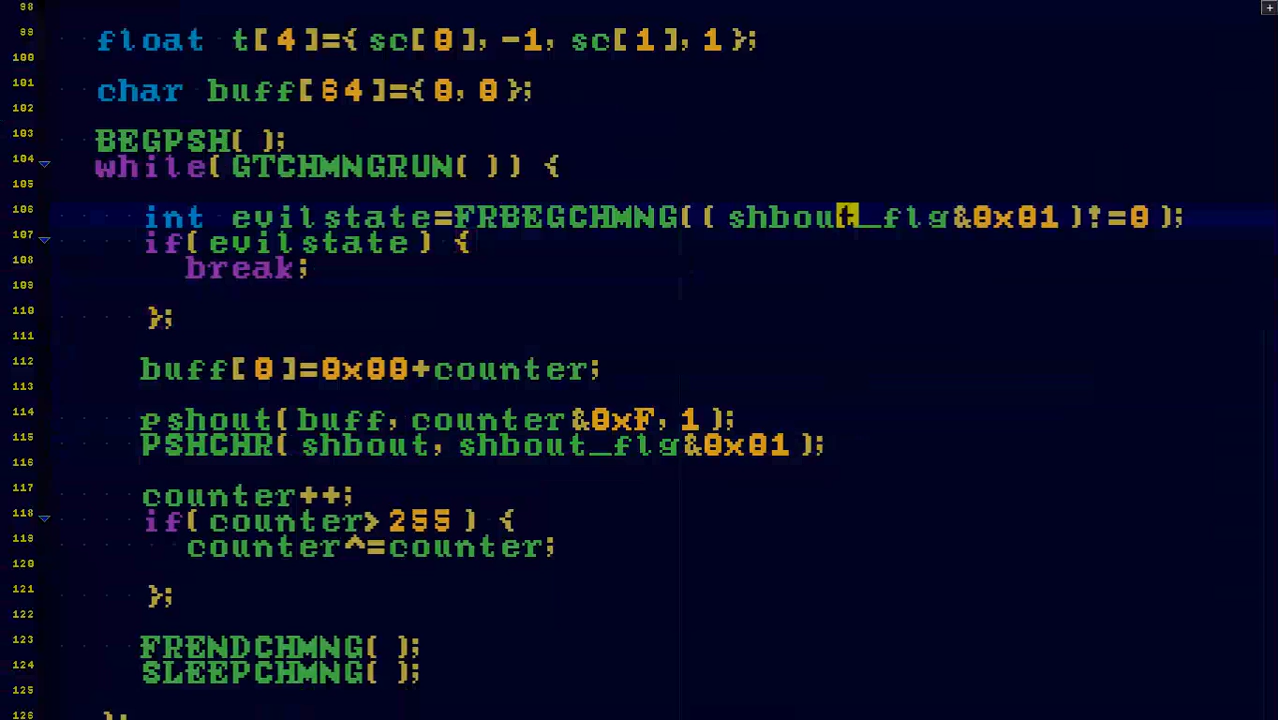 98
99 float t[4]={sc[0],-1,sc[1],1};
100
101 char buff[64]={0,0};
102
103 BEGPSH();
104 while(GTCHMNGRUN()) {
105
106 int evilstate=FRBEGCHMNG((shbout_flg&0x01)!=0);
107 if(evilstate) {
108 break;
109
110 };
111
112 buff[0]=0x00+counter;
113
114 pshout(buff,counter&0xF,1);
115 PSHCHR(shbout,shbout_flg&0x01);
116
117 counter++;
118 if(counter>255) {
119 counter^=counter;
120
121 };
122
123 FRENDCHMNG();
124 SLEEPCHMNG();
125
126 };